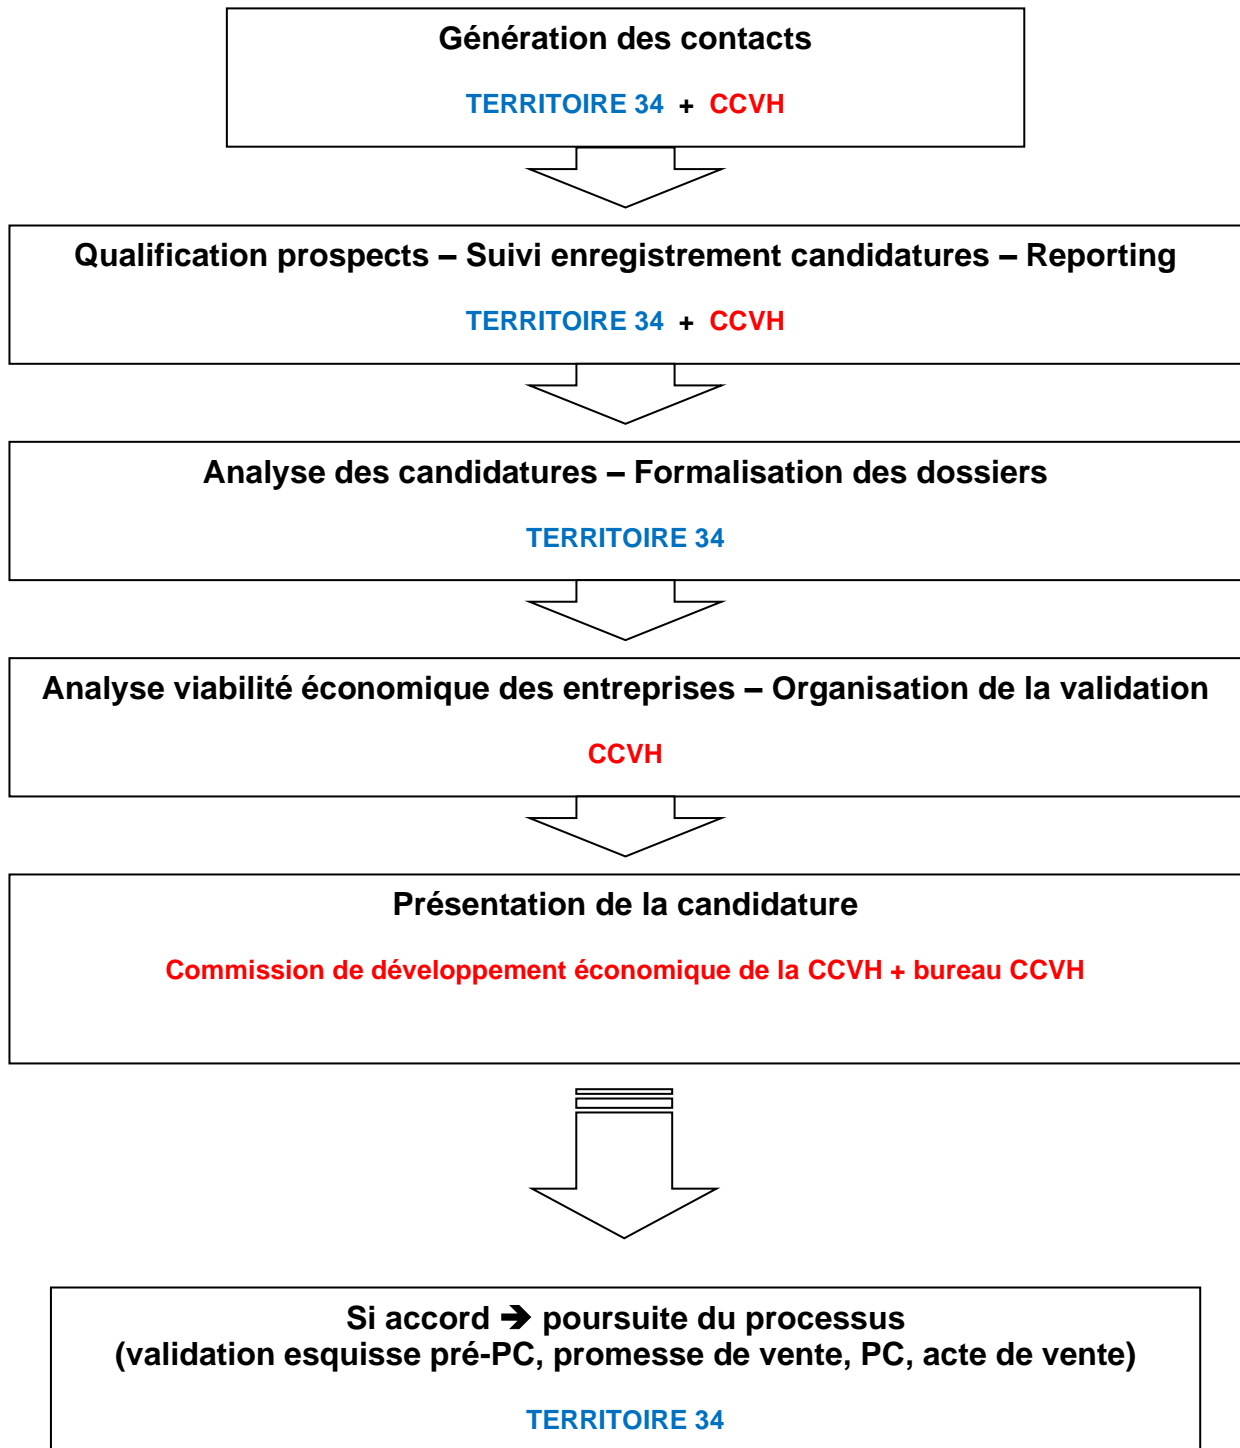 Génération des contacts
TERRITOIRE 34 + CCVH
Qualification prospects – Suivi enregistrement candidatures – Reporting
TERRITOIRE 34 + CCVH
Analyse des candidatures – Formalisation des dossiers
TERRITOIRE 34
Analyse viabilité économique des entreprises – Organisation de la validation
CCVH
Présentation de la candidature
Commission de développement économique de la CCVH + bureau CCVH
Si accord ➔ poursuite du processus
(validation esquisse pré-PC, promesse de vente, PC, acte de vente)
TERRITOIRE 34